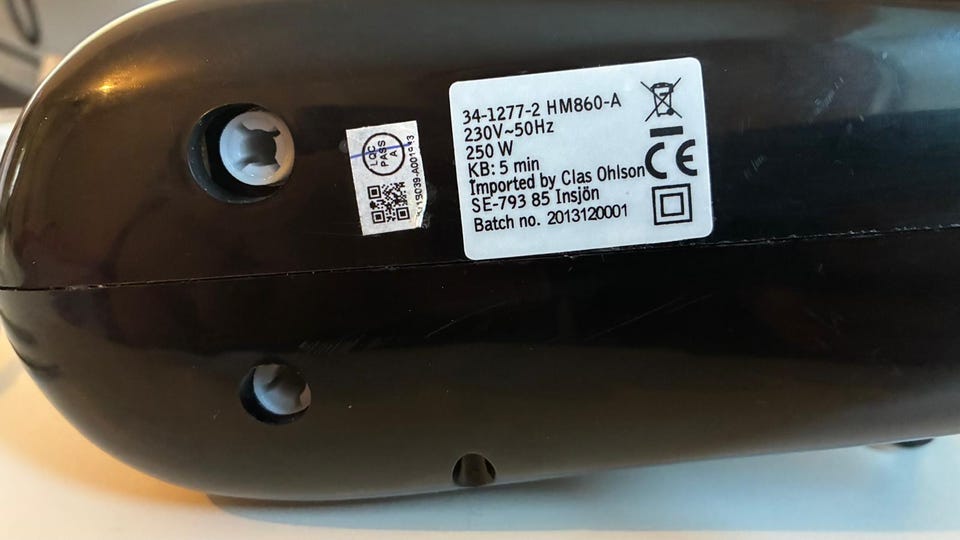 34-1277-2 HM860-A
230V~50Hz
250 W
KB: 5 min
Imported by Clas Ohlson
SE-793 85 Insjön
Batch no. 2013120001
CE
LQC
PASS
A